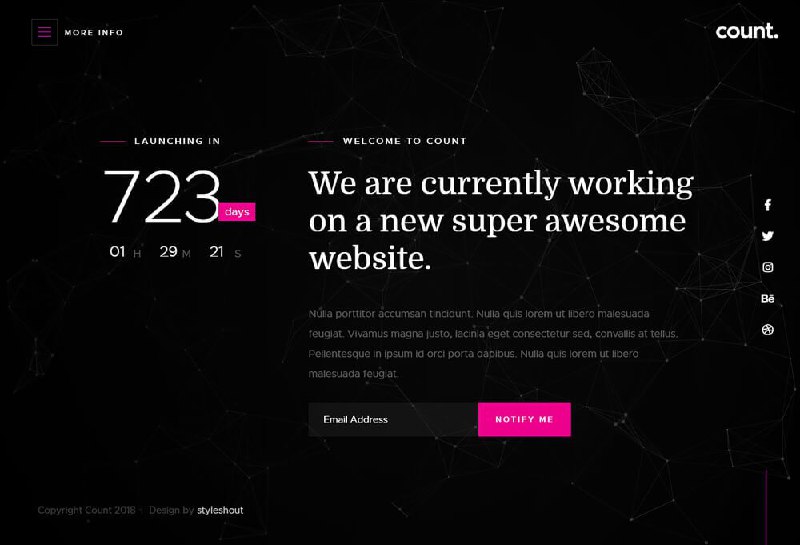 MORE INFO
count.
LAUNCHING IN
723 days
01 H 29 M 21 S
WELCOME TO COUNT
We are currently working
on a new super awesome
website.
Nulla porttitor accumsan tincidunt. Nulla quis lorem ut libero malesuada
feugiat. Vivamus magna justo, lacinia eget consectetur sed, convallis at tellus.
Pellentesque in ipsum id orci porta dapibus. Nulla quis lorem ut libero
malesuada feugiat.
Email Address NOTIFY ME
Bē
Copyright Count 2018 Design by styleshout